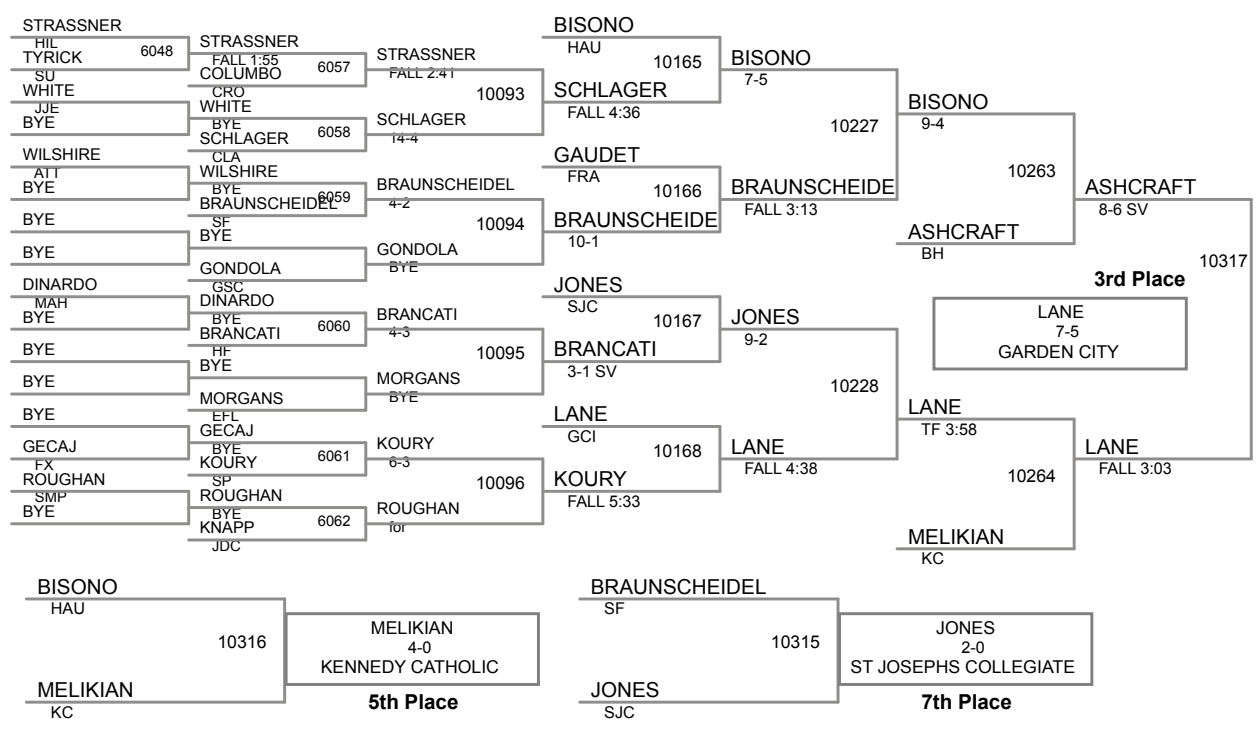 STRASSNER
HIL
TYRICK
SU
WHITE
JJE
BYE
WILSHIRE
ATT
BYE
BYE
BYE
DINARDO
MAH
BYE
BYE
BYE
BYE
GECAJ
FX
ROUGHAN
SMP
BYE
6048
STRASSNER
FALL 1:55
COLUMBO
CRO
WHITE
BYE
SCHLAGER
CLA
WILSHIRE
BYE
BRAUNSCHEIDEL
SF
BYE
GONDOLA
GSC
DINARDO
BYE
BRANCATI
HF
BYE
MORGANS
EFL
GECAJ
BYE
KOURY
SP
ROUGHAN
BYE
KNAPP
JDC
6057
6058
6059
6060
6061
6062
STRASSNER
FALL 2:41
SCHLAGER
14-4
BRAUNSCHEIDEL
4-2
GONDOLA
BYE
BRANCATI
4-3
MORGANS
BYE
KOURY
6-3
ROUGHAN
for
10093
10094
10095
10096
BISONO
HAU
SCHLAGER
FALL 4:36
GAUDET
FRA
BRAUNSCHEIDE
10-1
JONES
SJC
BRANCATI
3-1 SV
LANE
GCI
KOURY
FALL 5:33
10165
10166
10167
10168
BISONO
7-5
BRAUNSCHEIDE
FALL 3:13
JONES
9-2
LANE
FALL 4:38
10227
10228
BISONO
9-4
ASHCRAFT
BH
LANE
TF 3:58
MELIKIAN
KC
10263
10264
ASHCRAFT
8-6 SV
LANE
FALL 3:03
10317
3rd Place
LANE
7-5
GARDEN CITY
BISONO
HAU
MELIKIAN
KC
10316
MELIKIAN
4-0
KENNEDY CATHOLIC
5th Place
BRAUNSCHEIDEL
SF
JONES
SJC
10315
JONES
2-0
ST JOSEPHS COLLEGIATE
7th Place